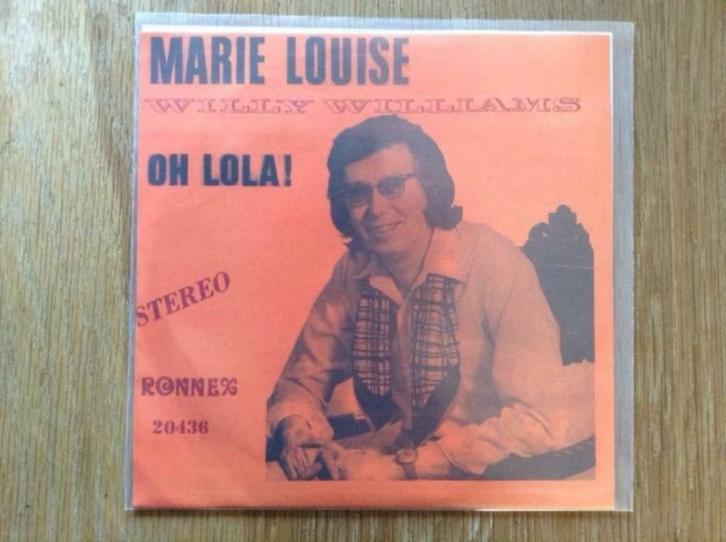 MARIE LOUISE
WILLY WILLIAMS
OH LOLA!
STEREO
RONNEX
20436